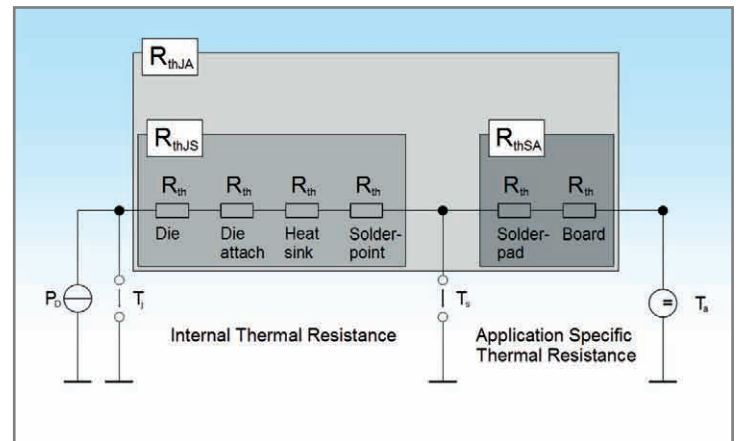 RthJA
RthJS
RthSA
Rth Rth Rth Rth Rth Rth
Die Die Heat Solder- Solder- Board
attach sink point pad
PD Tj Ts = Ta
Internal Thermal Resistance Application Specific
Thermal Resistance